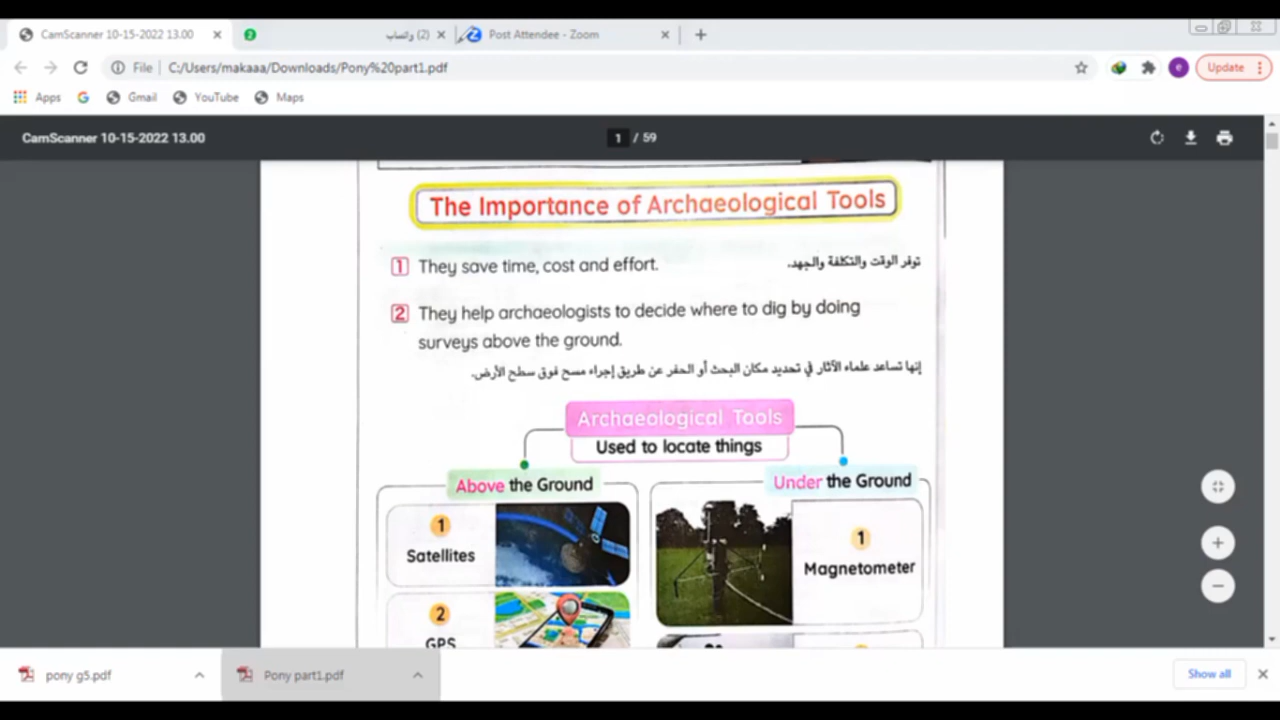 CamScanner 10-15-2022 13.00
2
(2) واتساب
Post Attendee - Zoom
File
C:/Users/makaaa/Downloads/Pony%20part1.pdf
e
Update
Apps
Gmail
YouTube
Maps
CamScanner 10-15-2022 13.00
1 / 59
The Importance of Archaeological Tools
1 They save time, cost and effort.
توفر الوقت والتكلفة والجهد.
2 They help archaeologists to decide where to dig by doing
surveys above the ground.
إنها تساعد علماء الآثار في تحديد مكان البحث أو الحفر عن طريق إجراء مسح فوق سطح الأرض.
Archaeological Tools
Used to locate things
Above the Ground
Under the Ground
1
Satellites
1
Magnetometer
2
GPS
pony g5.pdf
Pony part1.pdf
Show all